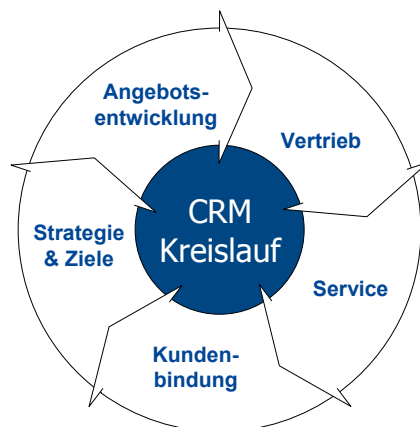 Angebots-
entwicklung
Vertrieb
CRM
Kreislauf
Strategie
& Ziele
Service
Kunden-
bindung